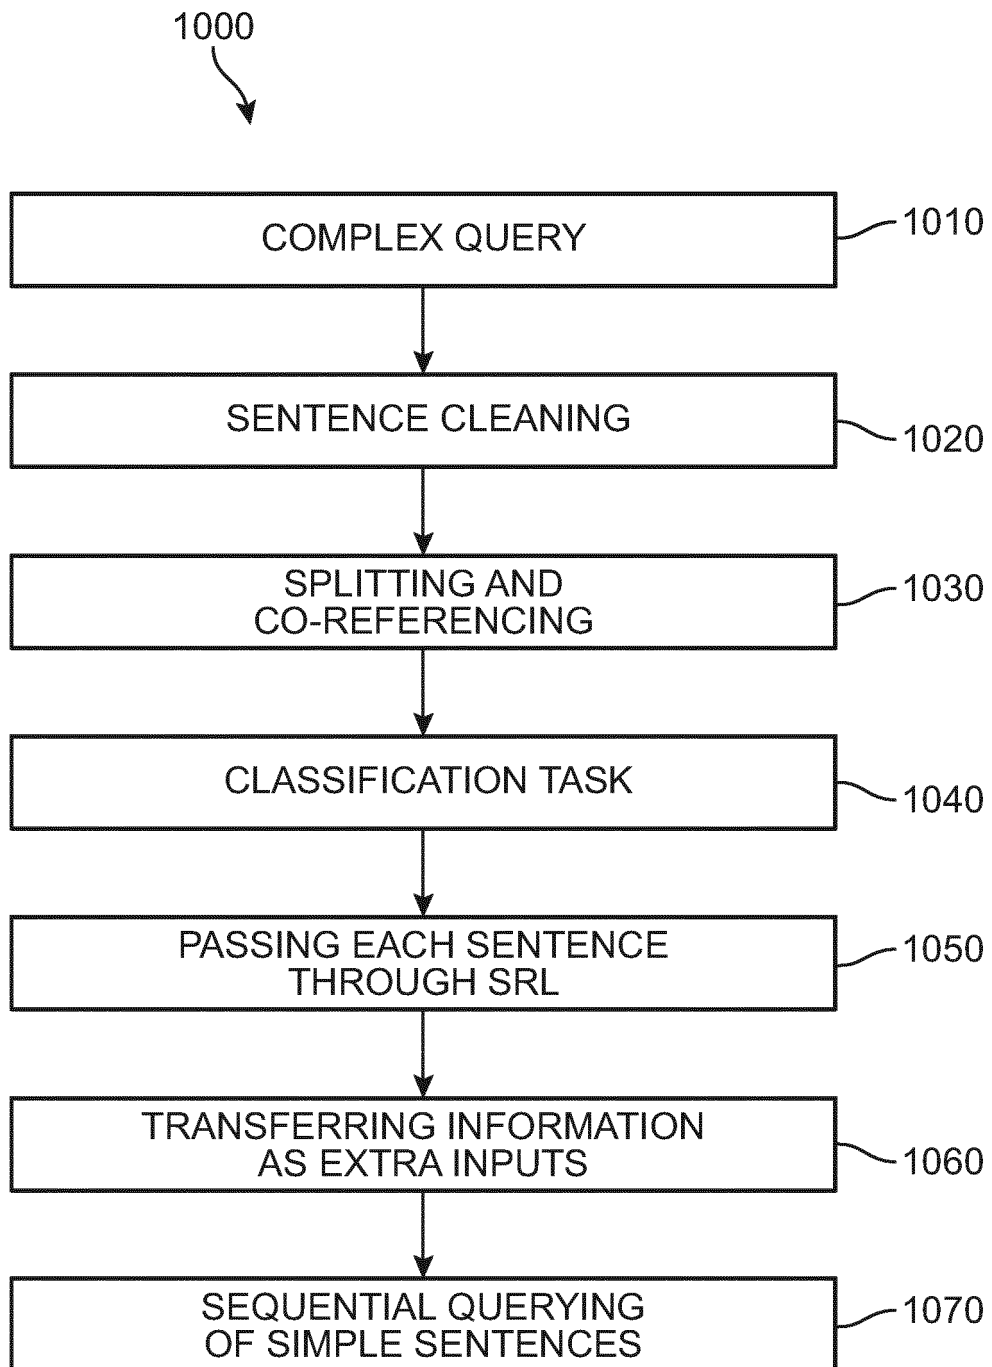 1000
COMPLEX QUERY
1010
SENTENCE CLEANING
1020
SPLITTING AND
CO-REFERENCING
1030
CLASSIFICATION TASK
1040
PASSING EACH SENTENCE
THROUGH SRL
1050
TRANSFERRING INFORMATION
AS EXTRA INPUTS
1060
SEQUENTIAL QUERYING
OF SIMPLE SENTENCES
1070